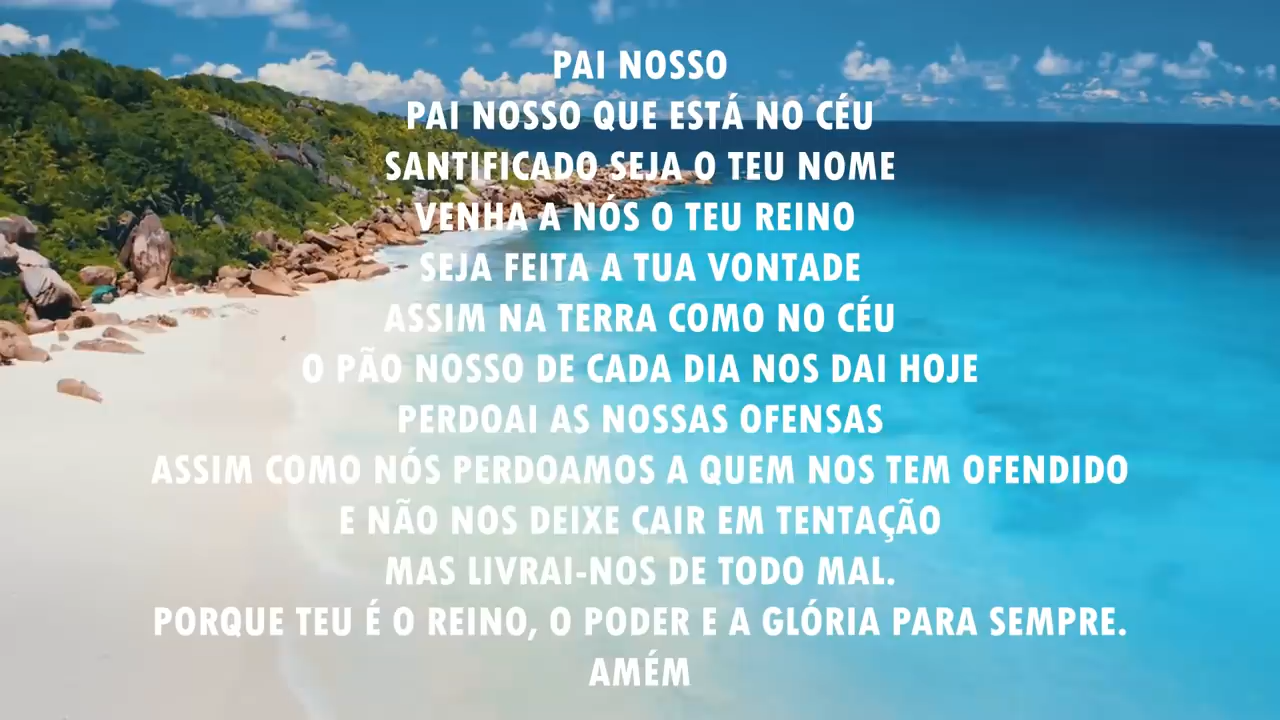 PAI NOSSO
PAI NOSSO QUE ESTÁ NO CÉU
SANTIFICADO SEJA O TEU NOME
VENHA A NÓS O TEU REINO
SEJA FEITA A TUA VONTADE
ASSIM NA TERRA COMO NO CÉU
O PÃO NOSSO DE CADA DIA NOS DAI HOJE
PERDOAI AS NOSSAS OFENSAS
ASSIM COMO NÓS PERDOAMOS A QUEM NOS TEM OFENDIDO
E NÃO NOS DEIXE CAIR EM TENTAÇÃO
MAS LIVRAI-NOS DE TODO MAL.
PORQUE TEU É O REINO, O PODER E A GLÓRIA PARA SEMPRE.
AMÉM